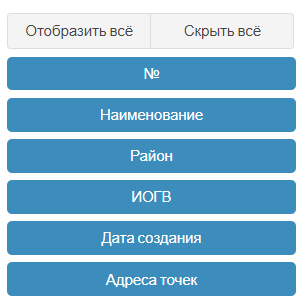 Отобразить всё Скрыть всё
№
Наименование
Район
ИОГВ
Дата создания
Адреса точек